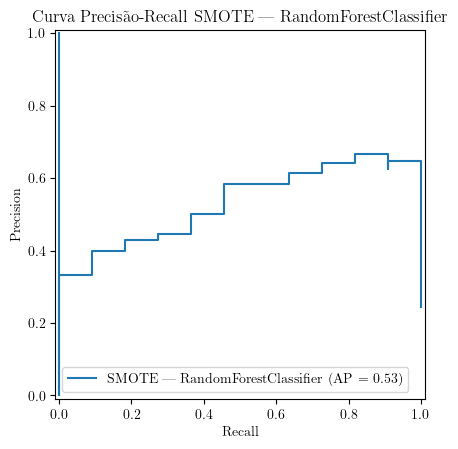 Curva Precisão-Recall SMOTE — RandomForestClassifier
1.0
0.8
0.6
0.4
0.2
0.0
Precision
SMOTE — RandomForestClassifier (AP = 0.53)
0.0 0.2 0.4 0.6 0.8 1.0
Recall